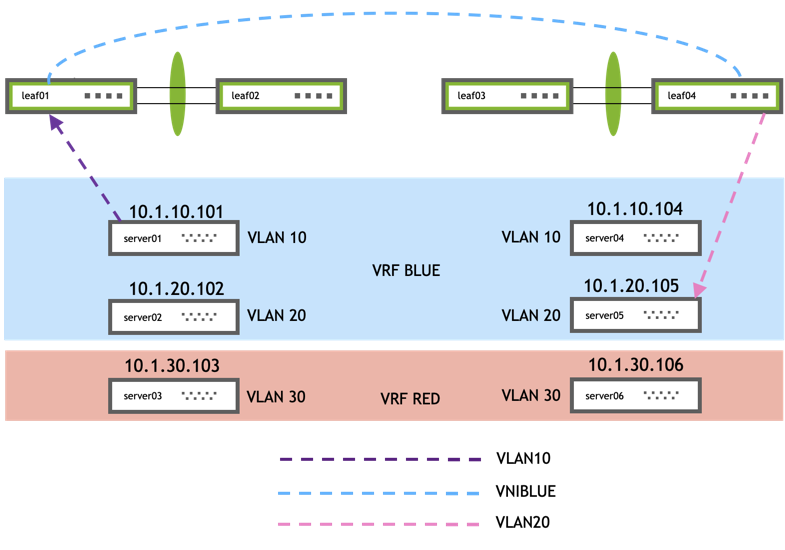 leaf01
leaf02
leaf03
leaf04
10.1.10.101
10.1.10.104
server01
VLAN 10
VLAN 10
server04
VRF BLUE
10.1.20.102
10.1.20.105
server02
VLAN 20
VLAN 20
server05
10.1.30.103
10.1.30.106
server03
VLAN 30
VRF RED
VLAN 30
server06
VLAN10
VNIBLUE
VLAN20